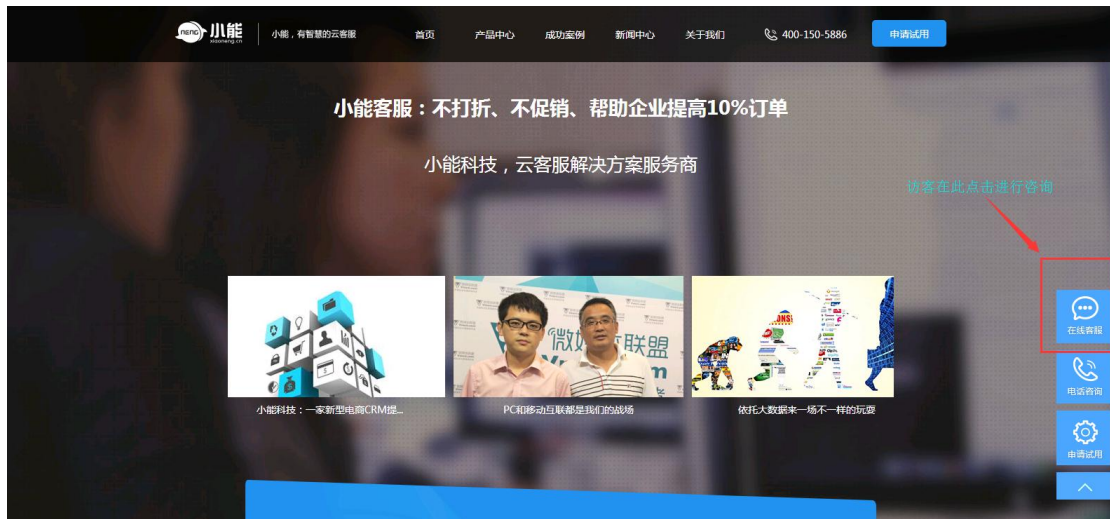 NENG 小能
xiaoneng.cn
小能，有智慧的云客服
首页
产品中心
成功案例
新闻中心
关于我们
400-150-5886
申请试用
小能客服：不打折、不促销、帮助企业提高10%订单
小能科技，云客服解决方案服务商
访客在此点击进行咨询
在线客服
电话咨询
申请试用
小能科技：一家新型电商CRM提...
PC和移动互联都是我们的战场
依托大数据来一场不一样的玩耍